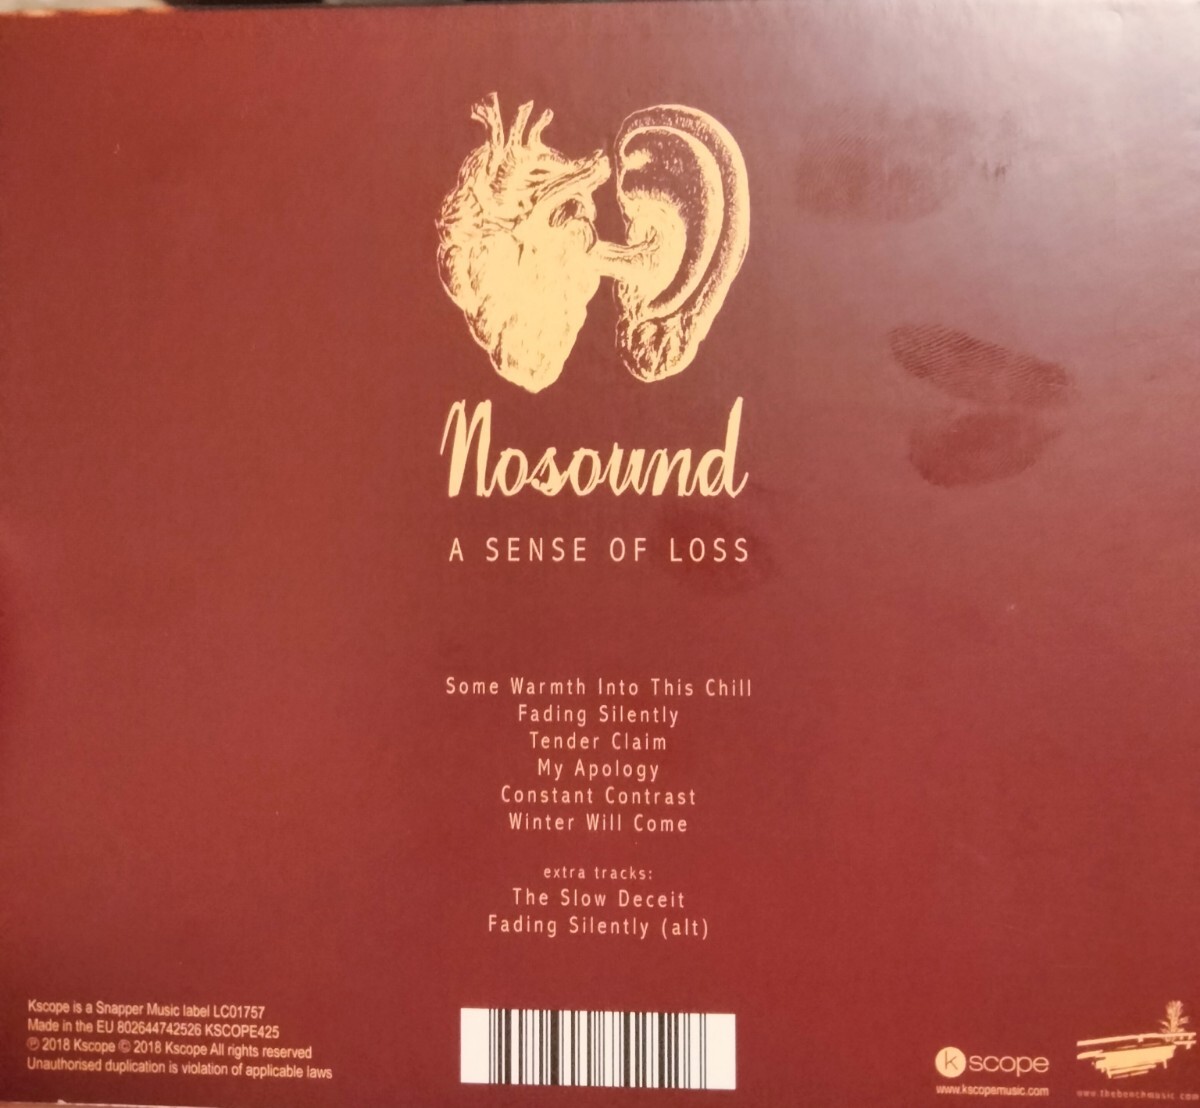 Nosound
A SENSE OF LOSS
Some Warmth Into This Chill
Fading Silently
Tender Claim
My Apology
Constant Contrast
Winter Will Come
extra tracks:
The Slow Deceit
Fading Silently (alt)
Kscope is a Snapper Music label LC01757
Made in the EU 802644742526 KSCOPE425
℗ 2018 Kscope © 2018 Kscope All rights reserved
Unauthorised duplication is violation of applicable laws
kscope
www.kscopemusic.com
www.thebenchmusic.com